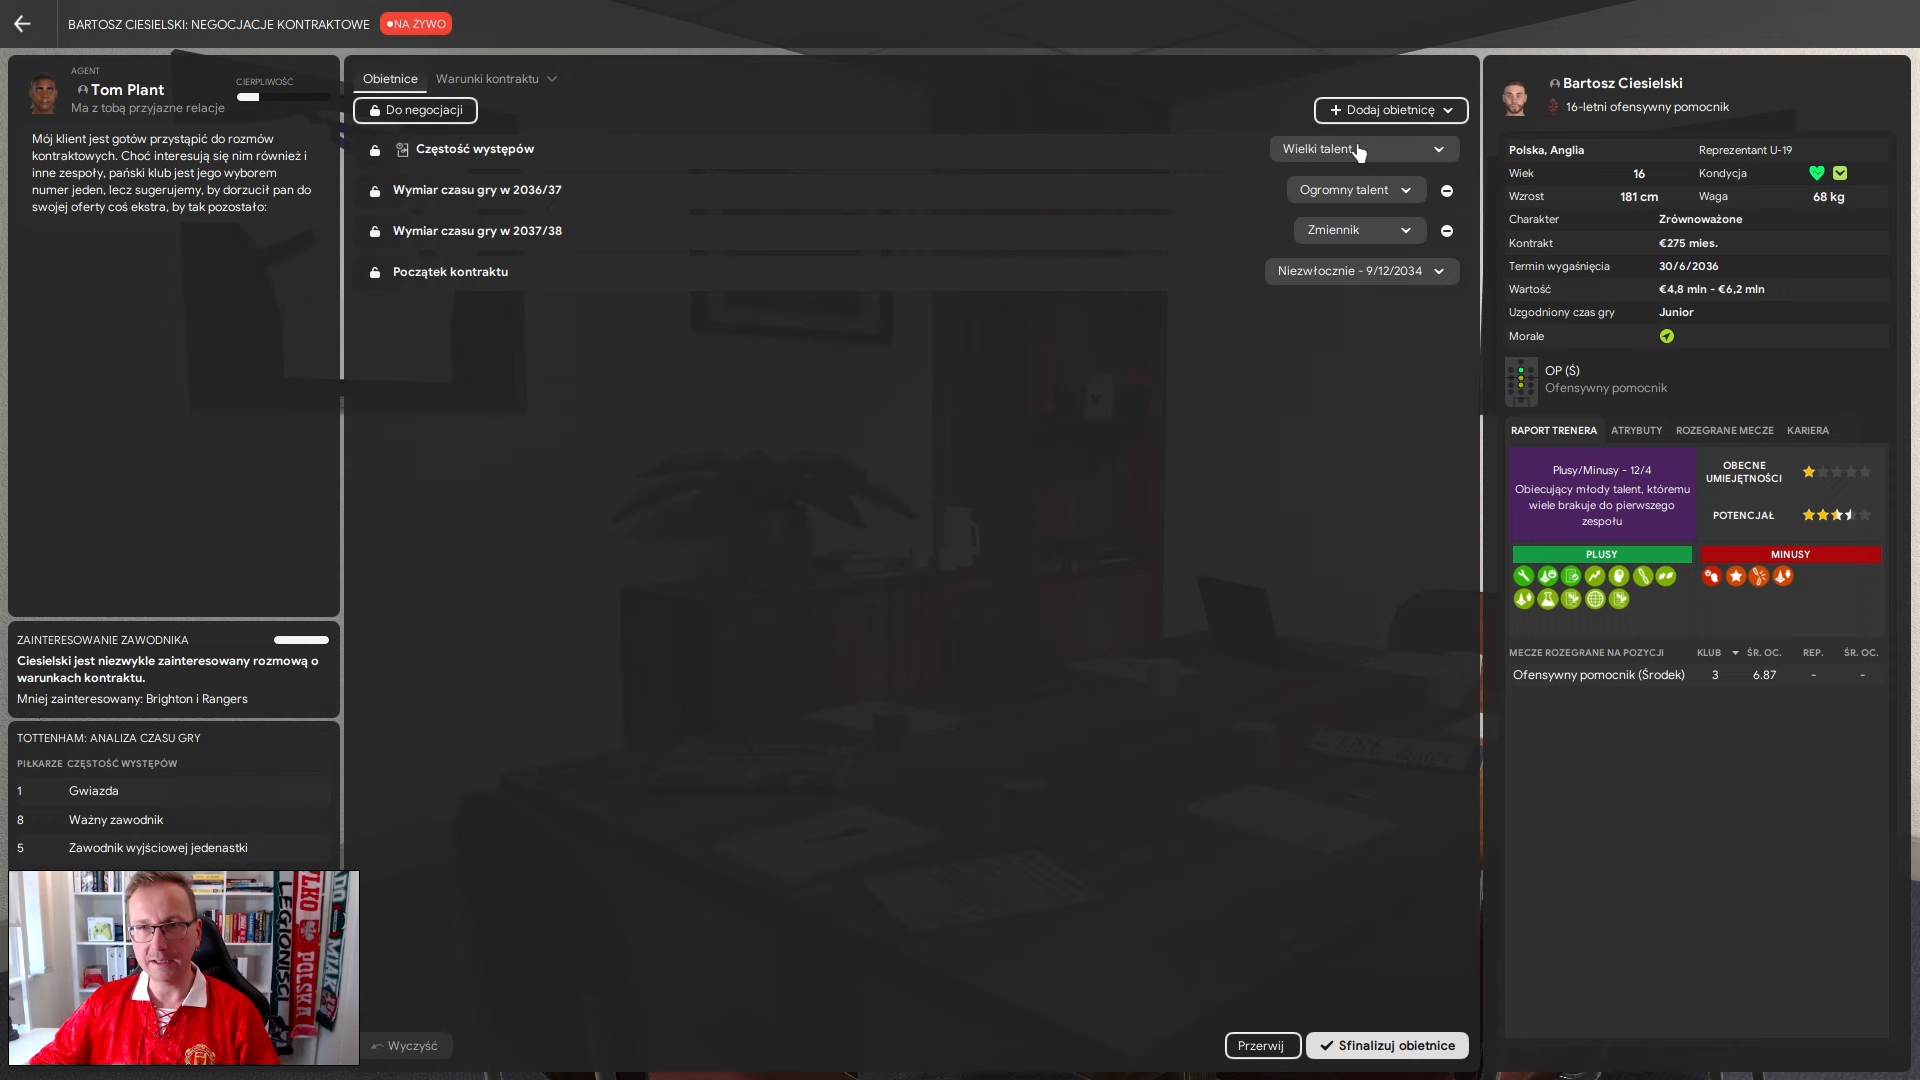 BARTOSZ CIESIELSKI: NEGOCJACJE KONTRAKTOWE
NA ŻYWO
AGENT
Tom Plant
Ma z tobą przyjazne relacje
CIERPLIWOŚĆ
Mój klient jest gotów przystąpić do rozmów
kontraktowych. Choć interesują się nim również i
inne zespoły, pański klub jest jego wyborem
numer jeden, lecz sugerujemy, by dorzucił pan do
swojej oferty coś ekstra, by tak pozostało:
ZAINTERESOWANIE ZAWODNIKA
Ciesielski jest niezwykle zainteresowany rozmową o
warunkach kontraktu.
Mniej zainteresowany: Brighton i Rangers
TOTTENHAM: ANALIZA CZASU GRY
PIŁKARZE CZĘSTOŚĆ WYSTĘPÓW
1 Gwiazda
8 Ważny zawodnik
5 Zawodnik wyjściowej jedenastki
LEGIONIŚCI
TYLKO
POLSKA
Obietnice Warunki kontraktu
Do negocjacji
Dodaj obietnicę
Częstość występów Wielki talent
Wymiar czasu gry w 2036/37 Ogromny talent
Wymiar czasu gry w 2037/38 Zmiennik
Początek kontraktu Niezwłocznie - 9/12/2034
Wyczyść
Przerwij
Sfinalizuj obietnice
Bartosz Ciesielski
16-letni ofensywny pomocnik
Polska, Anglia Reprezentant U-19
Wiek 16 Kondycja
Wzrost 181 cm Waga 68 kg
Charakter Zrównoważone
Kontrakt €275 mies.
Termin wygaśnięcia 30/6/2036
Wartość €4,8 mln - €6,2 mln
Uzgodniony czas gry Junior
Morale
OP (Ś)
Ofensywny pomocnik
RAPORT TRENERA ATRYBUTY ROZEGRANE MECZE KARIERA
Plusy/Minusy - 12/4
Obiecujący młody talent, któremu
wiele brakuje do pierwszego
zespołu
OBECNE
UMIEJĘTNOŚCI
POTENCJAŁ
PLUSY MINUSY
MECZE ROZEGRANE NA POZYCJI KLUB ŚR. OC. REP. ŚR. OC.
Ofensywny pomocnik (Środek) 3 6.87 - -